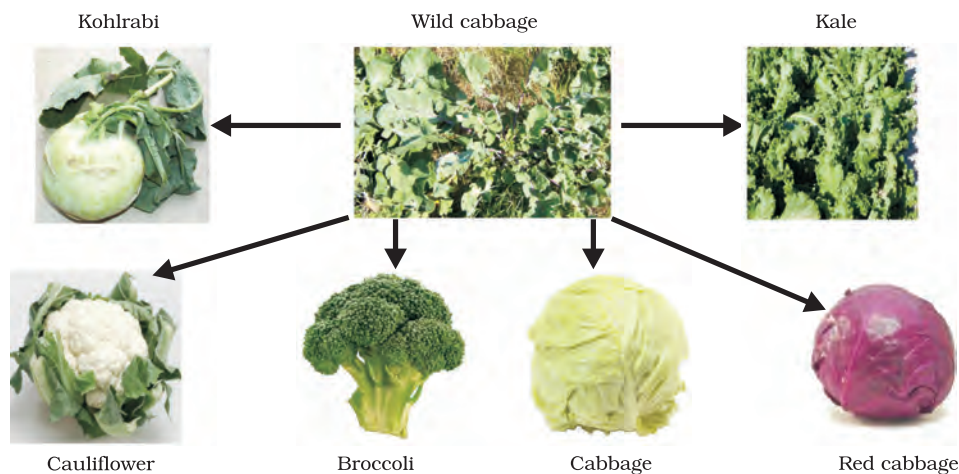 Kohlrabi
Wild cabbage
Kale
Cauliflower
Broccoli
Cabbage
Red cabbage